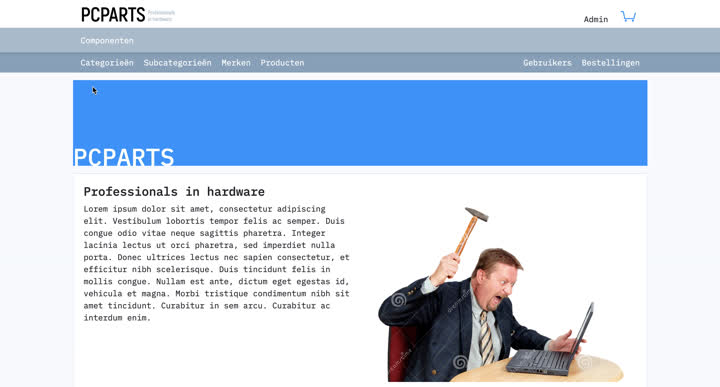 PCPARTS Professionals
in hardware
Admin
Componenten
Categorieën Subcategorieën Merken Producten Gebruikers Bestellingen
PCPARTS
Professionals in hardware
Lorem ipsum dolor sit amet, consectetur adipiscing
elit. Vestibulum lobortis tempor felis ac semper. Duis
congue odio vitae neque sagittis pharetra. Integer
lacinia lectus ut orci pharetra, sed imperdiet nulla
porta. Donec ultrices lectus nec sapien consectetur, et
efficitur nibh scelerisque. Duis tincidunt felis in
mollis congue. Nullam est ante, dictum eget egestas id,
vehicula et magna. Morbi tristique condimentum nibh sit
amet tincidunt. Curabitur in sem arcu. Curabitur ac
interdum enim.